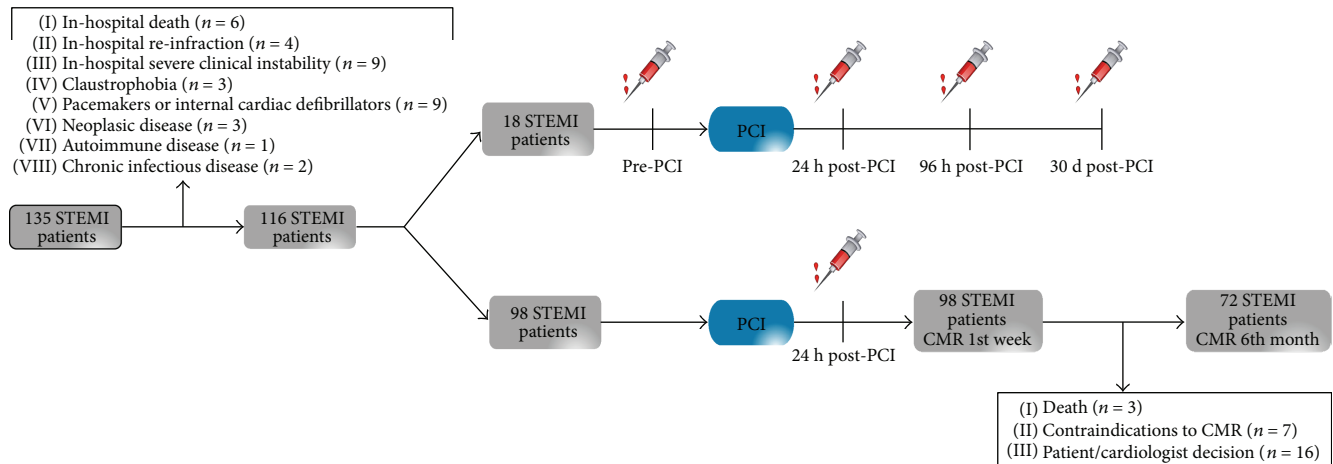 (I) In-hospital death (n = 6)
(II) In-hospital re-infraction (n = 4)
(III) In-hospital severe clinical instability (n = 9)
(IV) Claustrophobia (n = 3)
(V) Pacemakers or internal cardiac defibrillators (n = 9)
(VI) Neoplasic disease (n = 3)
(VII) Autoimmune disease (n = 1)
(VIII) Chronic infectious disease (n = 2)
135 STEMI
patients
116 STEMI
patients
18 STEMI
patients
Pre-PCI
PCI
24 h post-PCI
96 h post-PCI
30 d post-PCI
98 STEMI
patients
PCI
24 h post-PCI
98 STEMI
patients
CMR 1st week
72 STEMI
patients
CMR 6th month
(I) Death (n = 3)
(II) Contraindications to CMR (n = 7)
(III) Patient/cardiologist decision (n = 16)